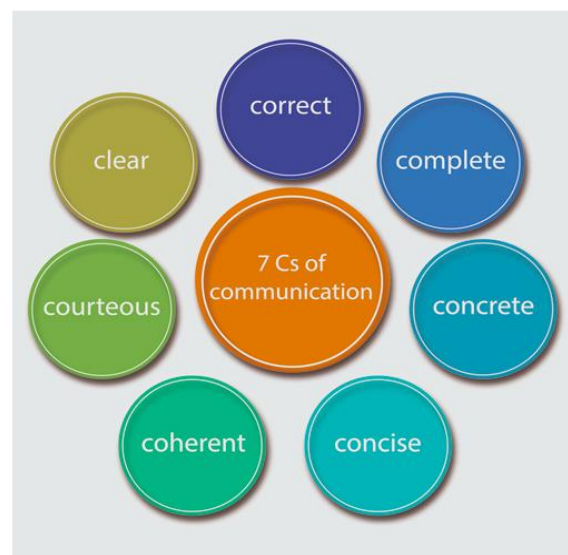 correct
clear
complete
7 Cs of
communication
courteous
concrete
coherent
concise